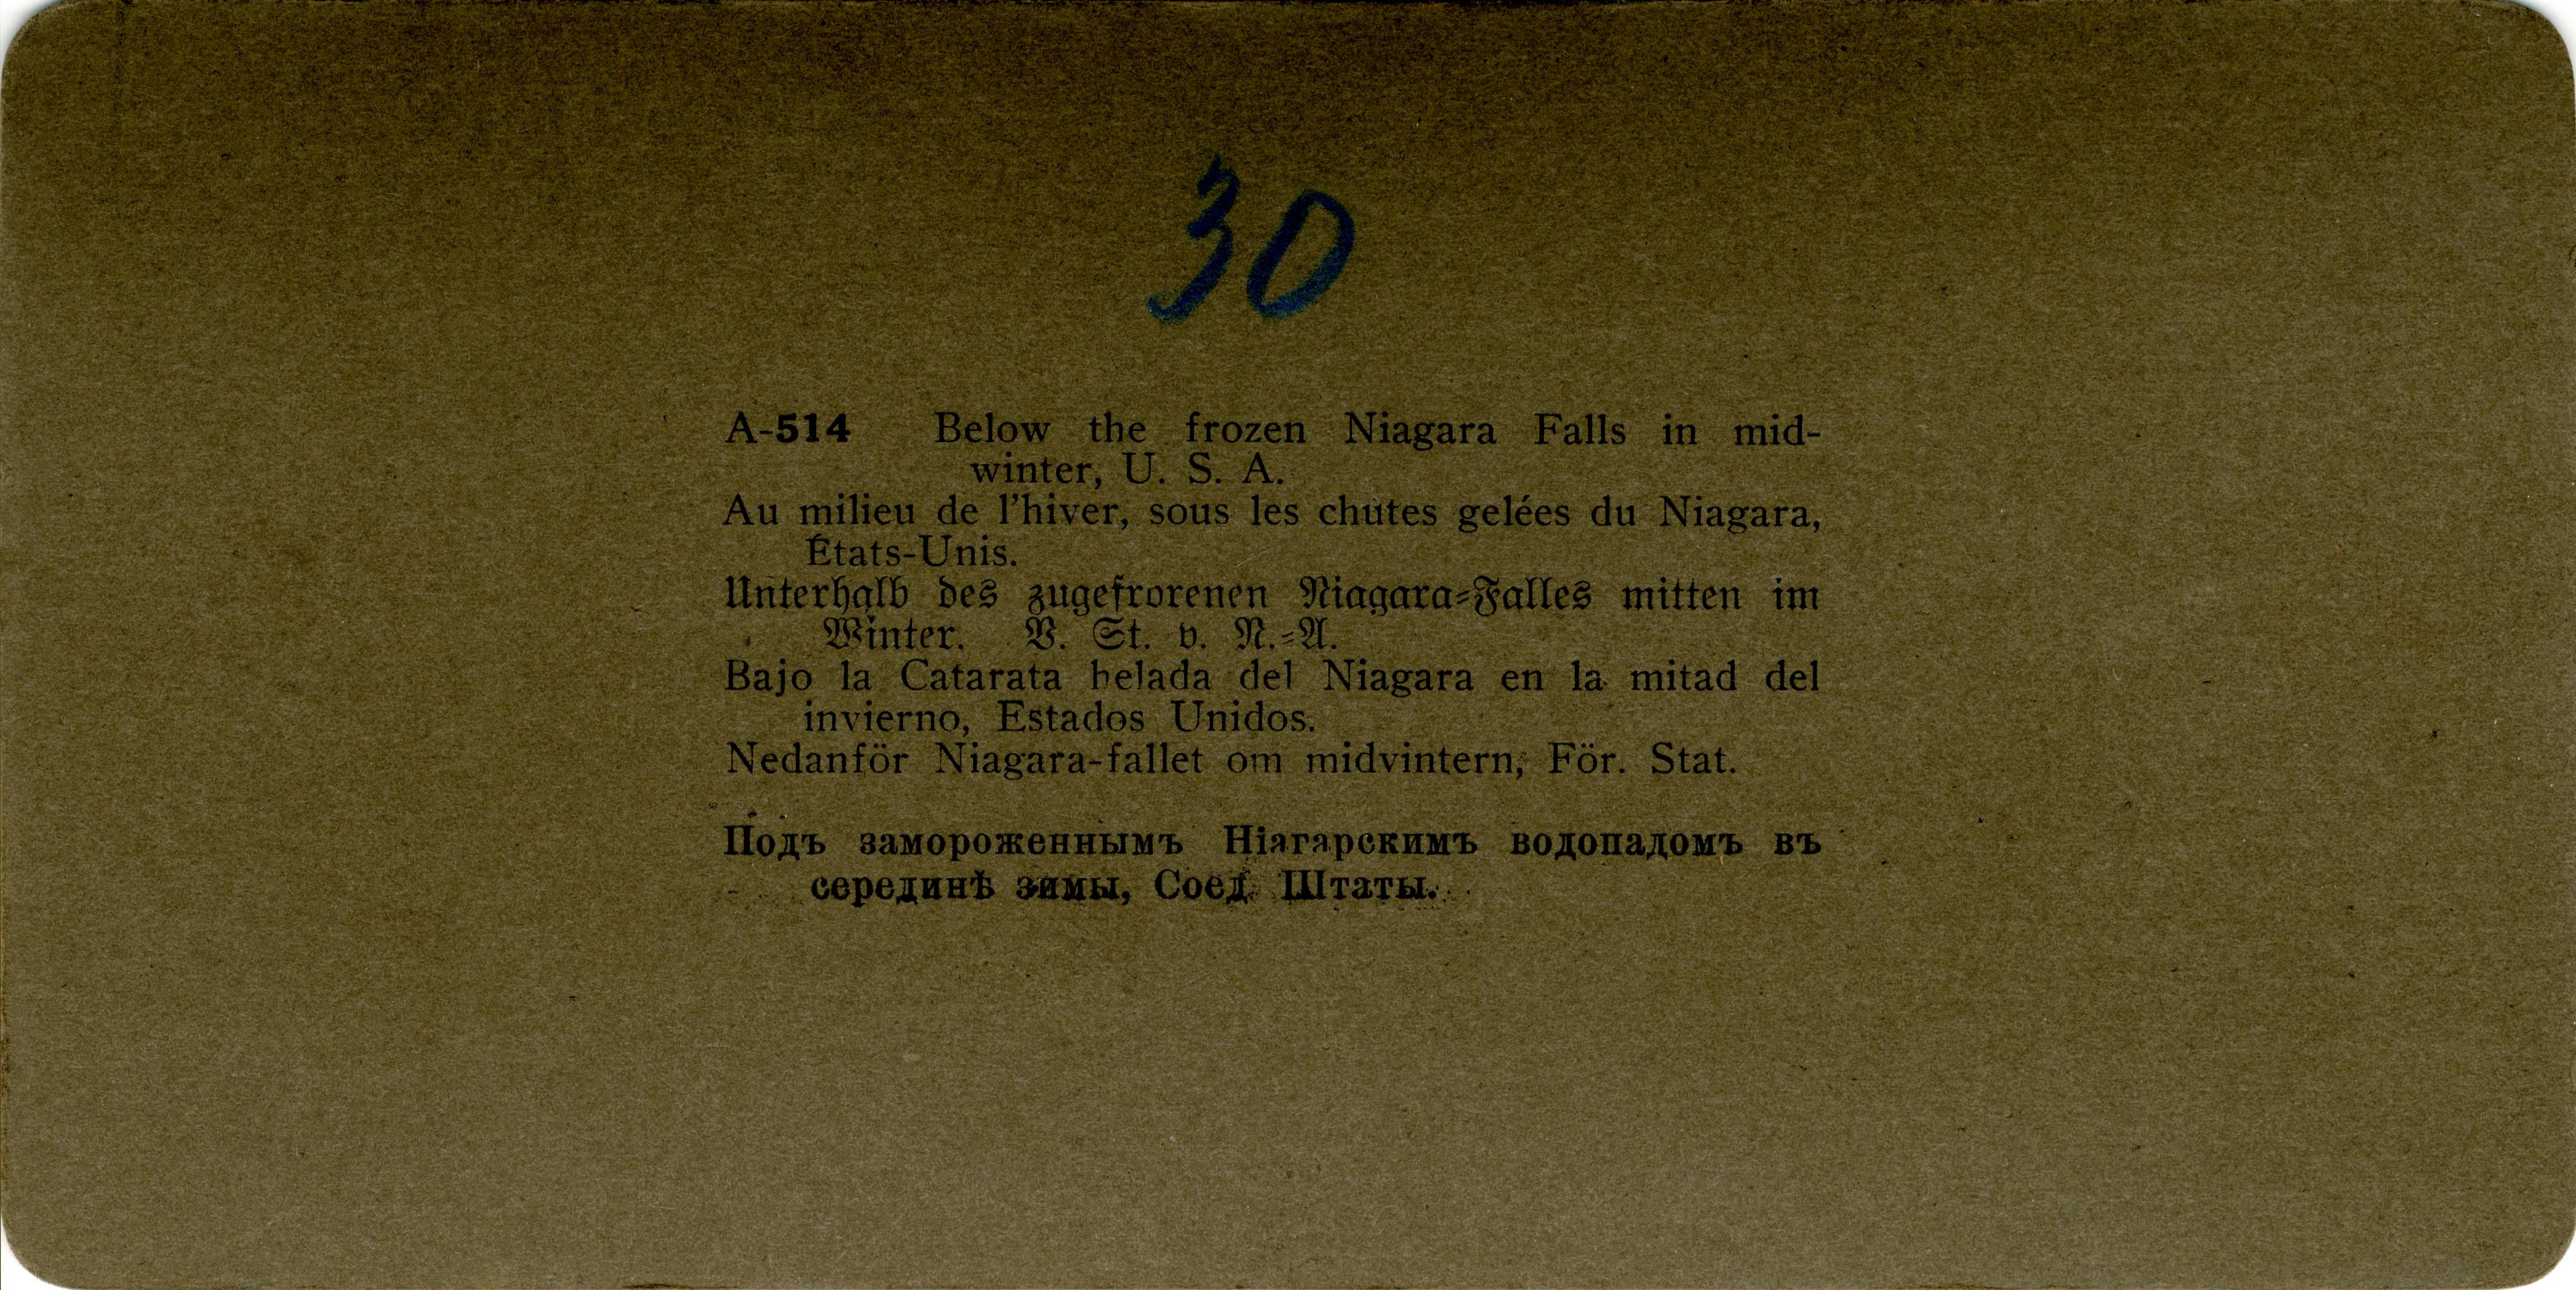 30
A-514 Below the frozen Niagara Falls in mid-
winter, U. S. A.
Au milieu de l'hiver, sous les chutes gelées du Niagara,
États-Unis.
Unterhalb des zugefrorenen Niagara-Falles mitten im
Winter. V. St. v. N.-A.
Bajo la Catarata helada del Niagara en la mitad del
invierno, Estados Unidos.
Nedanför Niagara-fallet om midvintern, För. Stat.
Подъ замороженнымъ Ніагарскимъ водопадомъ въ
серединѣ зимы, Соед. Штаты.